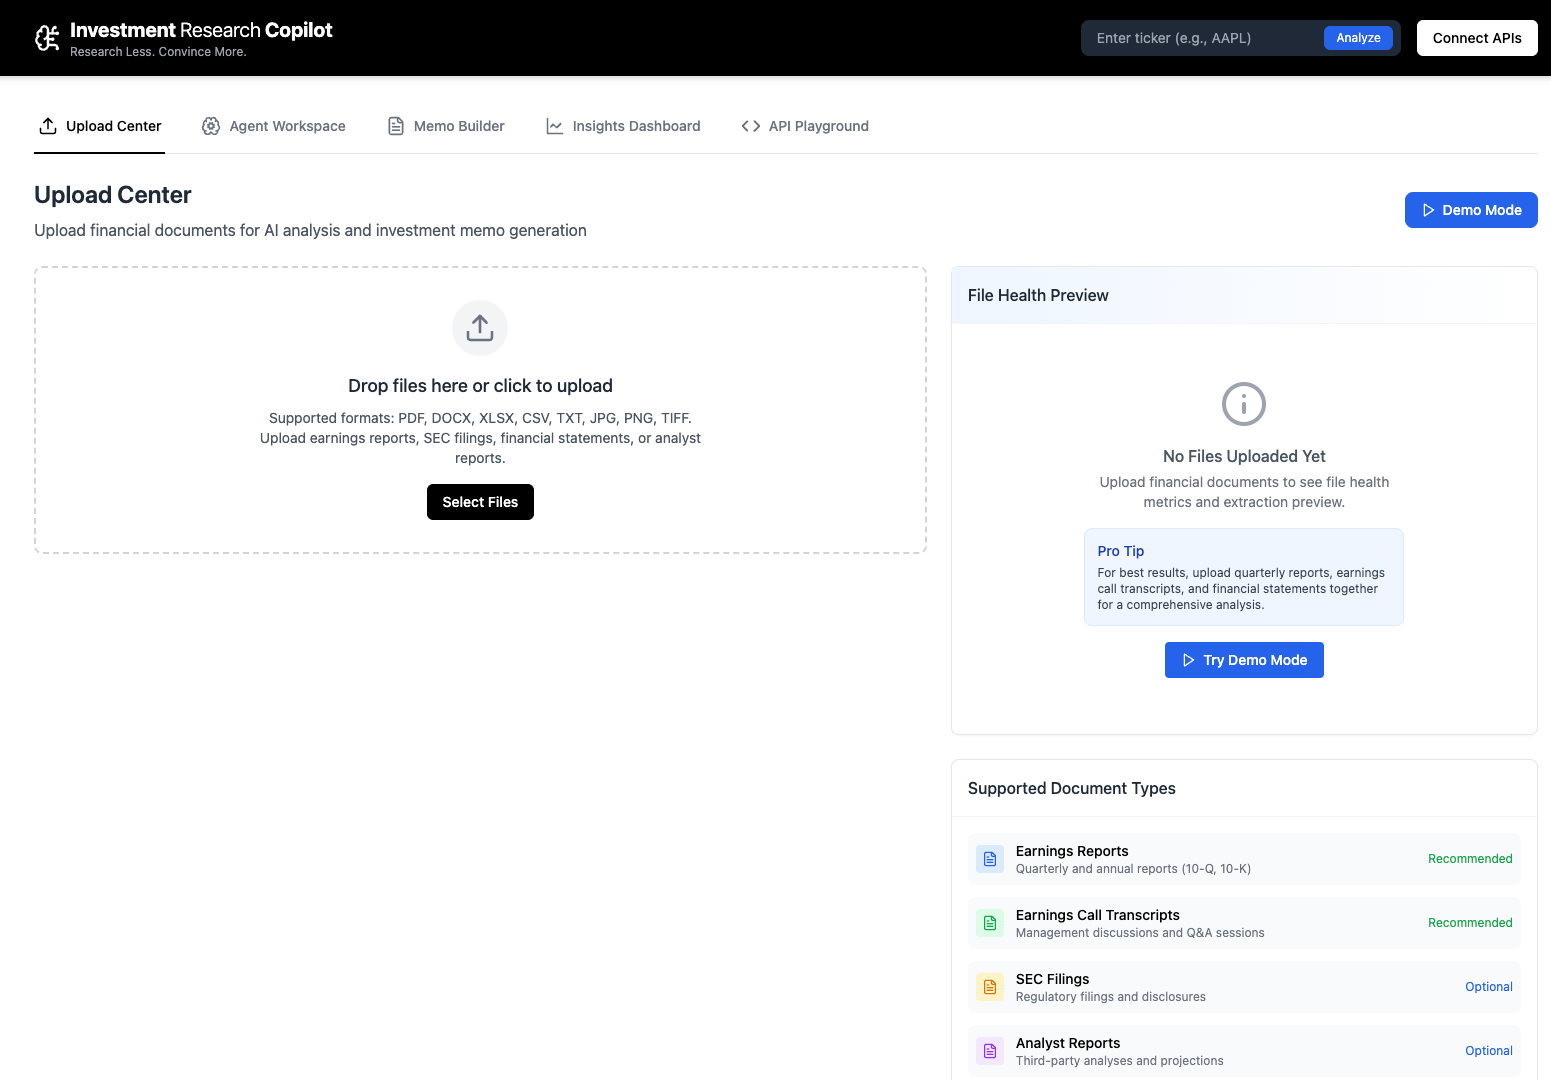 Investment Research Copilot
Research Less. Convince More.
Enter ticker (e.g., AAPL)
Analyze
Connect APIs
Upload Center
Agent Workspace
Memo Builder
Insights Dashboard
API Playground
Upload Center
Upload financial documents for AI analysis and investment memo generation
Demo Mode
Drop files here or click to upload
Supported formats: PDF, DOCX, XLSX, CSV, TXT, JPG, PNG, TIFF.
Upload earnings reports, SEC filings, financial statements, or analyst
reports.
Select Files
File Health Preview
No Files Uploaded Yet
Upload financial documents to see file health
metrics and extraction preview.
Pro Tip
For best results, upload quarterly reports, earnings
call transcripts, and financial statements together
for a comprehensive analysis.
Try Demo Mode
Supported Document Types
Earnings Reports
Quarterly and annual reports (10-Q, 10-K)
Recommended
Earnings Call Transcripts
Management discussions and Q&A sessions
Recommended
SEC Filings
Regulatory filings and disclosures
Optional
Analyst Reports
Third-party analyses and projections
Optional